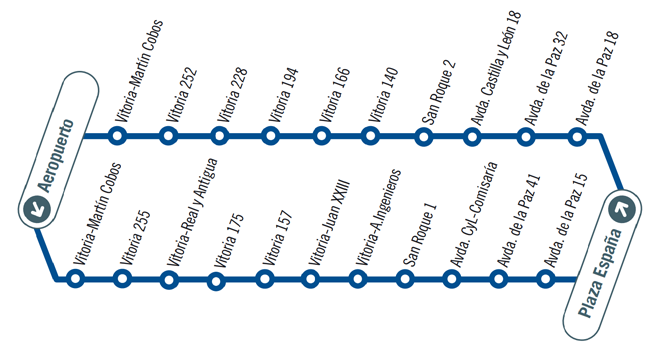 Aeropuerto
Vitoria-Martín Cobos
Vitoria 252
Vitoria 228
Vitoria 194
Vitoria 166
Vitoria 140
San Roque 2
Avda. Castilla y León 18
Avda. de la Paz 32
Avda. de la Paz 18
Vitoria-Martín Cobos
Vitoria 255
Vitoria-Real y Antigua
Vitoria 175
Vitoria 157
Vitoria-Juan XXIII
Vitoria-A.Ingenieros
San Roque 1
Avda. CyL-Comisaría
Avda. de la Paz 41
Avda. de la Paz 15
Plaza España